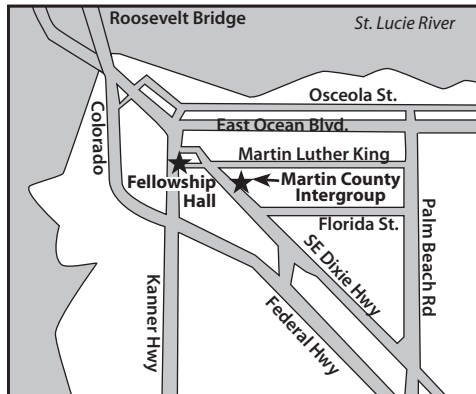 Roosevelt Bridge
St. Lucie River
Osceola St.
East Ocean Blvd.
Colorado
Martin Luther King
Fellowship
Hall
Martin County
Intergroup
Florida St.
SE Dixie Hwy
Palm Beach Rd
Kanner Hwy
Federal Hwy